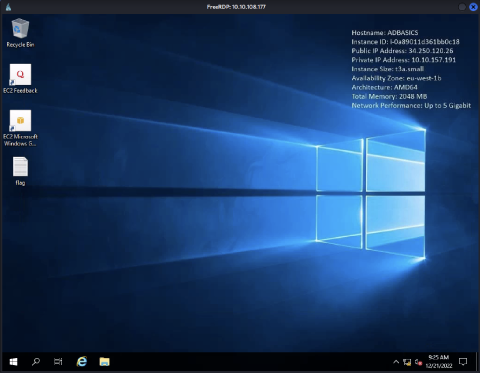 FreeRDP: 10.10.108.177
Recycle Bin
EC2 Feedback
EC2 Microsoft
Windows G...
flag
Hostname: ADBASICS
Instance ID: i-0a89011d361bb0c18
Public IP Address: 34.250.120.26
Private IP Address: 10.10.157.191
Instance Size: t3a.small
Availability Zone: eu-west-1b
Architecture: AMD64
Total Memory: 2048 MB
Network Performance: Up to 5 Gigabit
9:25 AM
12/21/2022